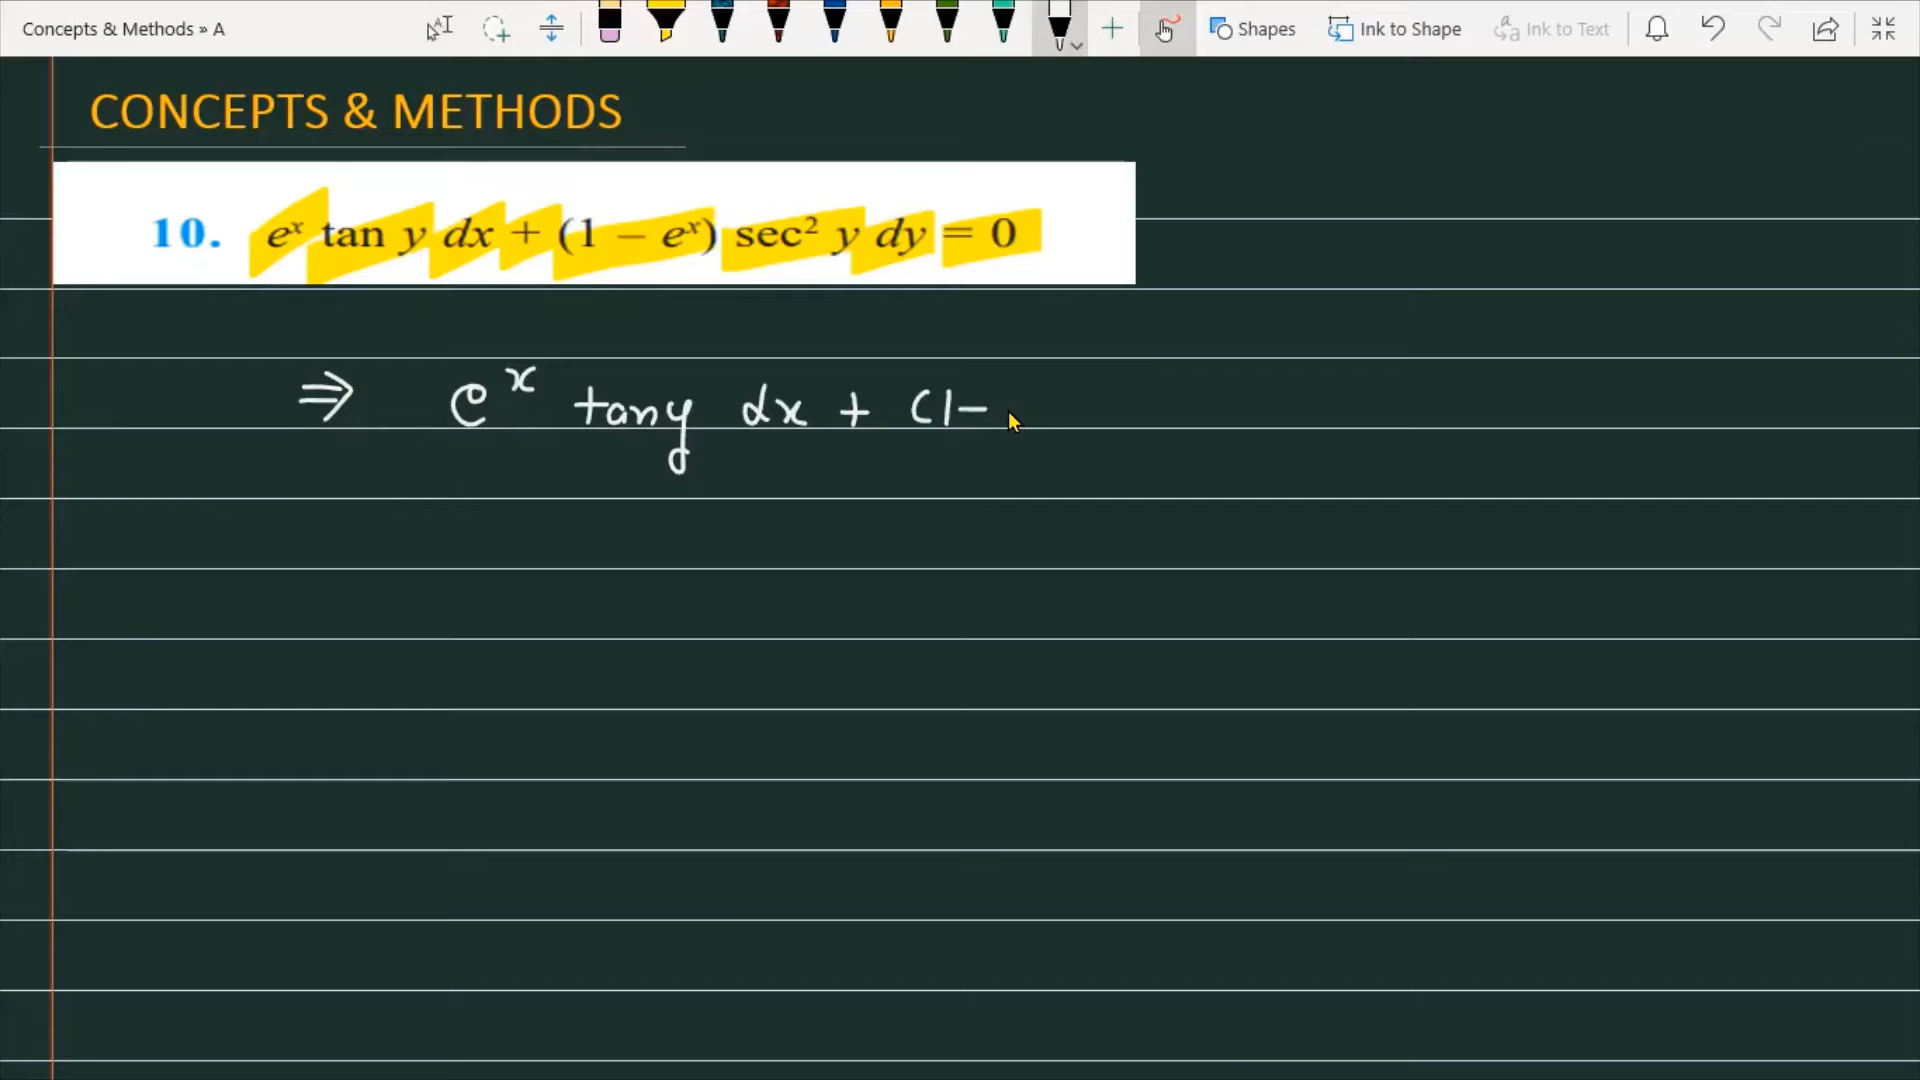 Concepts & Methods » A
Shapes
Ink to Shape
Ink to Text
CONCEPTS & METHODS
10. eˣ tan y dx + (1 − eˣ) sec² y dy = 0
⇒ eˣ tan y dx + (1−